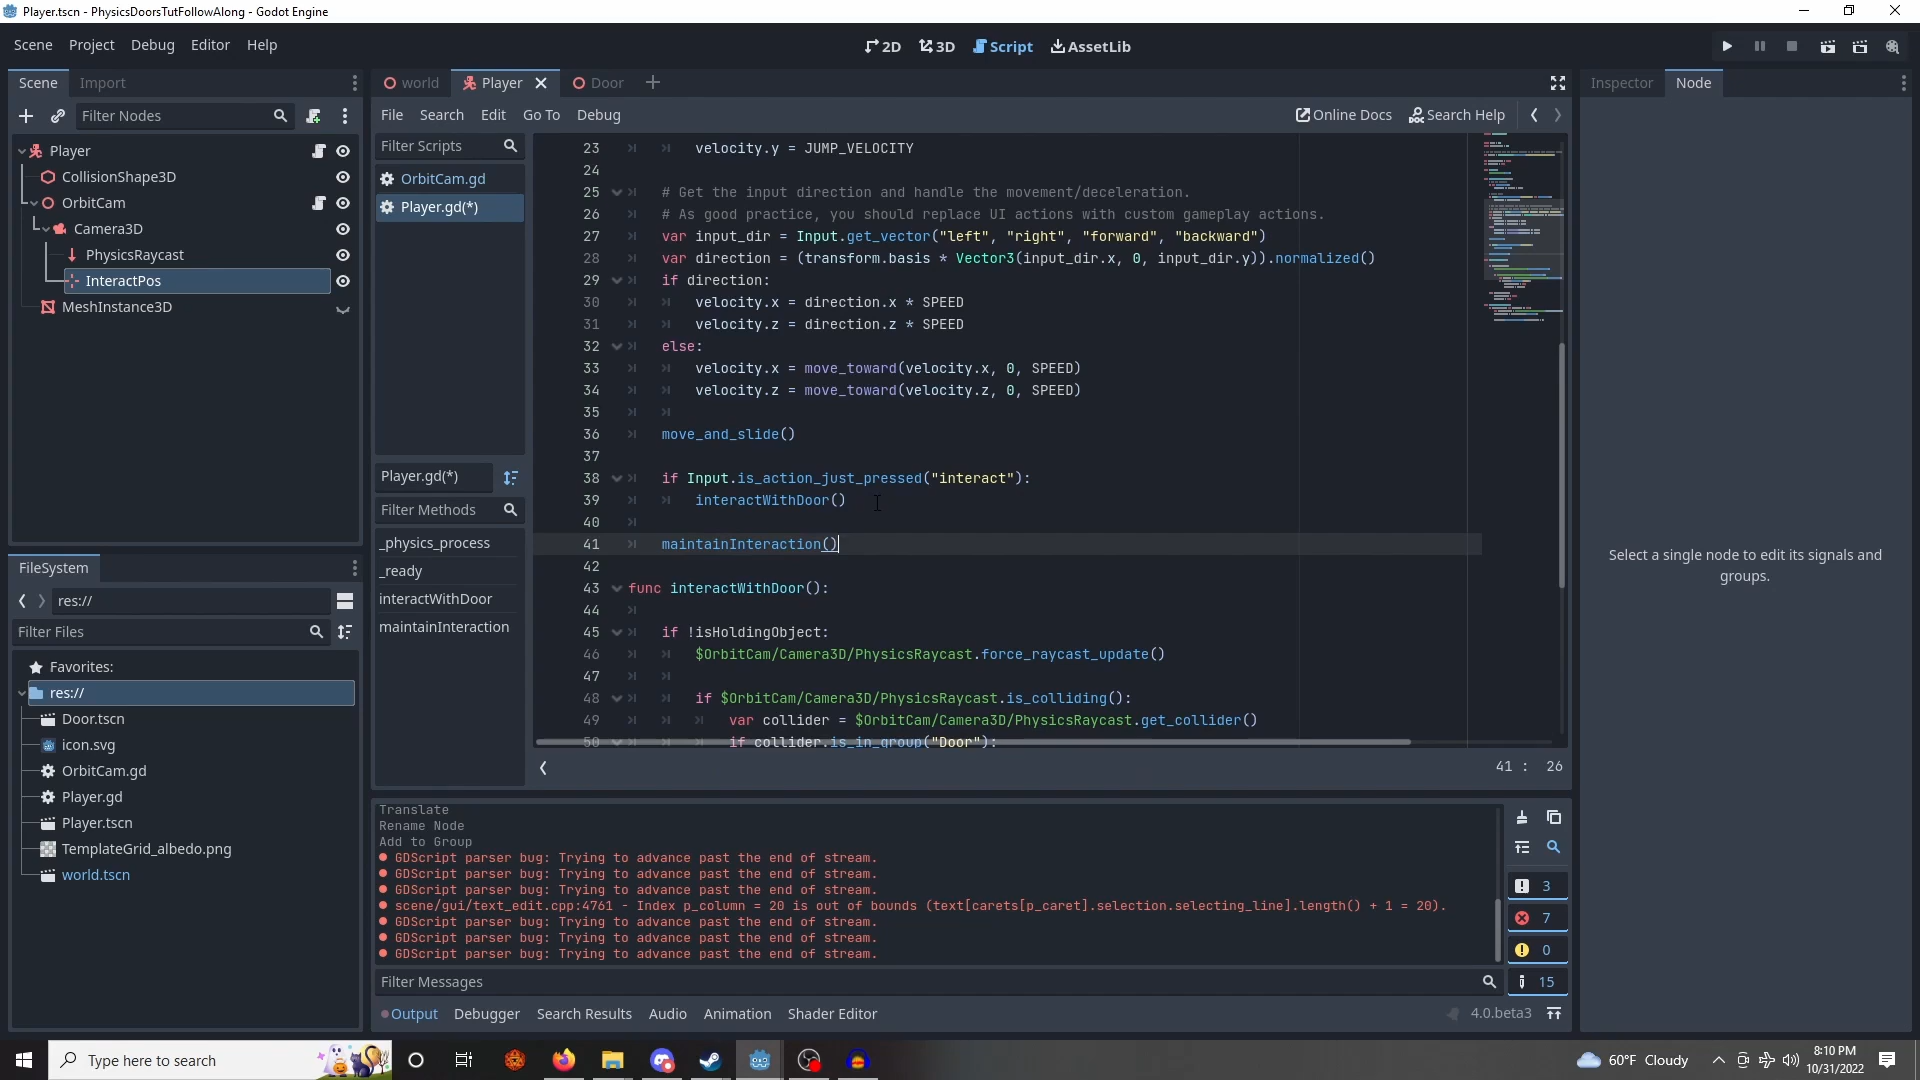 Player.tscn - PhysicsDoorsTutFollowAlong - Godot Engine
Scene Project Debug Editor Help
2D 3D Script AssetLib
Scene Import
world Player Door
Inspector Node
Filter Nodes
File Search Edit Go To Debug
Online Docs Search Help
Player
CollisionShape3D
OrbitCam
Camera3D
PhysicsRaycast
InteractPos
MeshInstance3D
Filter Scripts
OrbitCam.gd
Player.gd(*)
Player.gd(*)
Filter Methods
_physics_process
_ready
interactWithDoor
maintainInteraction
23 velocity.y = JUMP_VELOCITY
24
25 # Get the input direction and handle the movement/deceleration.
26 # As good practice, you should replace UI actions with custom gameplay actions.
27 var input_dir = Input.get_vector("left", "right", "forward", "backward")
28 var direction = (transform.basis * Vector3(input_dir.x, 0, input_dir.y)).normalized()
29 if direction:
30 velocity.x = direction.x * SPEED
31 velocity.z = direction.z * SPEED
32 else:
33 velocity.x = move_toward(velocity.x, 0, SPEED)
34 velocity.z = move_toward(velocity.z, 0, SPEED)
35
36 move_and_slide()
37
38 if Input.is_action_just_pressed("interact"):
39 interactWithDoor()
40
41 maintainInteraction()
42
43 func interactWithDoor():
44
45 if !isHoldingObject:
46 $OrbitCam/Camera3D/PhysicsRaycast.force_raycast_update()
47
48 if $OrbitCam/Camera3D/PhysicsRaycast.is_colliding():
49 var collider = $OrbitCam/Camera3D/PhysicsRaycast.get_collider()
50 if collider.is_in_group("Door"):
41 : 26
Select a single node to edit its signals and
groups.
FileSystem
res://
Filter Files
Favorites:
res://
Door.tscn
icon.svg
OrbitCam.gd
Player.gd
Player.tscn
TemplateGrid_albedo.png
world.tscn
Translate
Rename Node
Add to Group
GDScript parser bug: Trying to advance past the end of stream.
GDScript parser bug: Trying to advance past the end of stream.
GDScript parser bug: Trying to advance past the end of stream.
scene/gui/text_edit.cpp:4761 - Index p_column = 20 is out of bounds (text[carets[p_caret].selection.selecting_line].length() + 1 = 20).
GDScript parser bug: Trying to advance past the end of stream.
GDScript parser bug: Trying to advance past the end of stream.
GDScript parser bug: Trying to advance past the end of stream.
3
7
0
15
Filter Messages
Output Debugger Search Results Audio Animation Shader Editor
4.0.beta3
Type here to search
60°F Cloudy
8:10 PM
10/31/2022